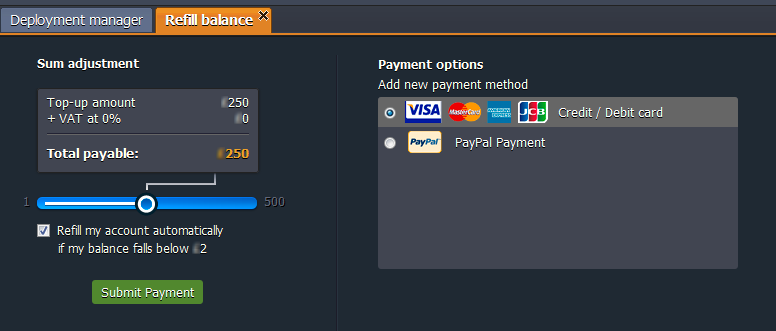 Deployment manager
Refill balance
Sum adjustment
Top-up amount 250
+ VAT at 0% 0
Total payable: 250
1 500
Refill my account automatically
if my balance falls below 2
Submit Payment
Payment options
Add new payment method
VISA MasterCard AMERICAN EXPRESS JCB Credit / Debit card
PayPal PayPal Payment